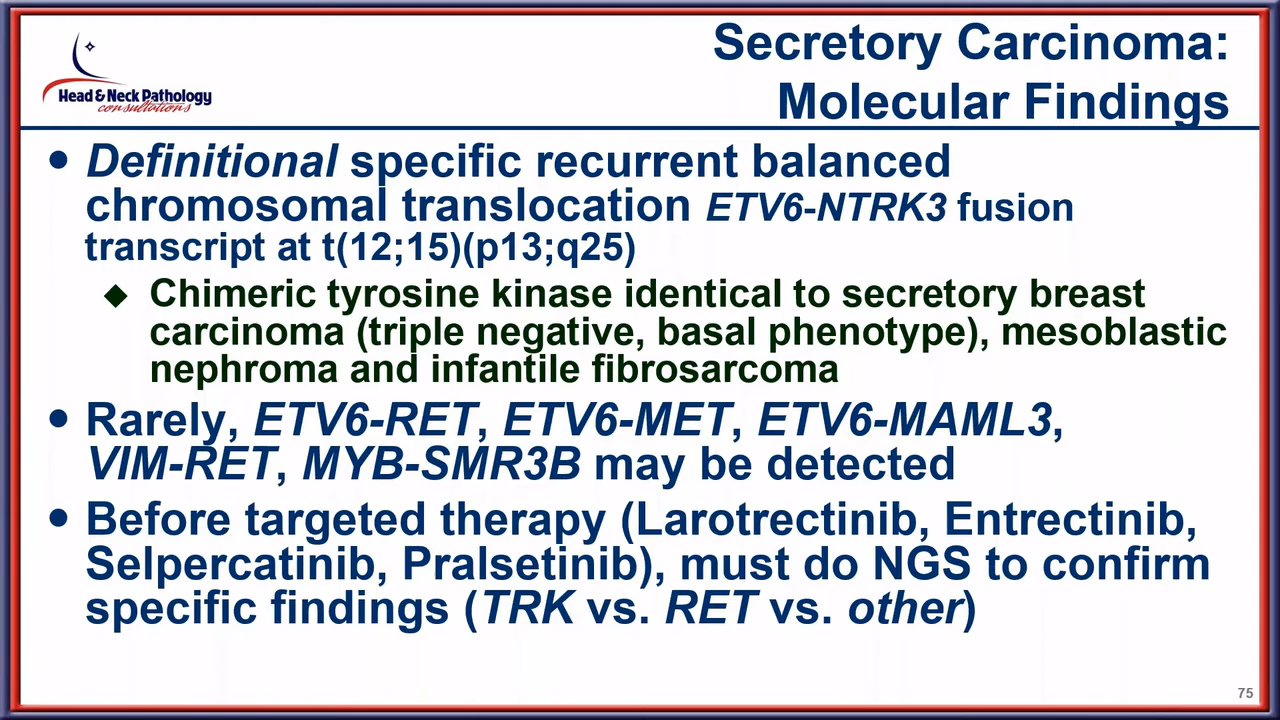 Head & Neck Pathology
consultations
Secretory Carcinoma:
Molecular Findings
• Definitional specific recurrent balanced
chromosomal translocation ETV6-NTRK3 fusion
transcript at t(12;15)(p13;q25)
◆ Chimeric tyrosine kinase identical to secretory breast
carcinoma (triple negative, basal phenotype), mesoblastic
nephroma and infantile fibrosarcoma
• Rarely, ETV6-RET, ETV6-MET, ETV6-MAML3,
VIM-RET, MYB-SMR3B may be detected
• Before targeted therapy (Larotrectinib, Entrectinib,
Selpercatinib, Pralsetinib), must do NGS to confirm
specific findings (TRK vs. RET vs. other)
75